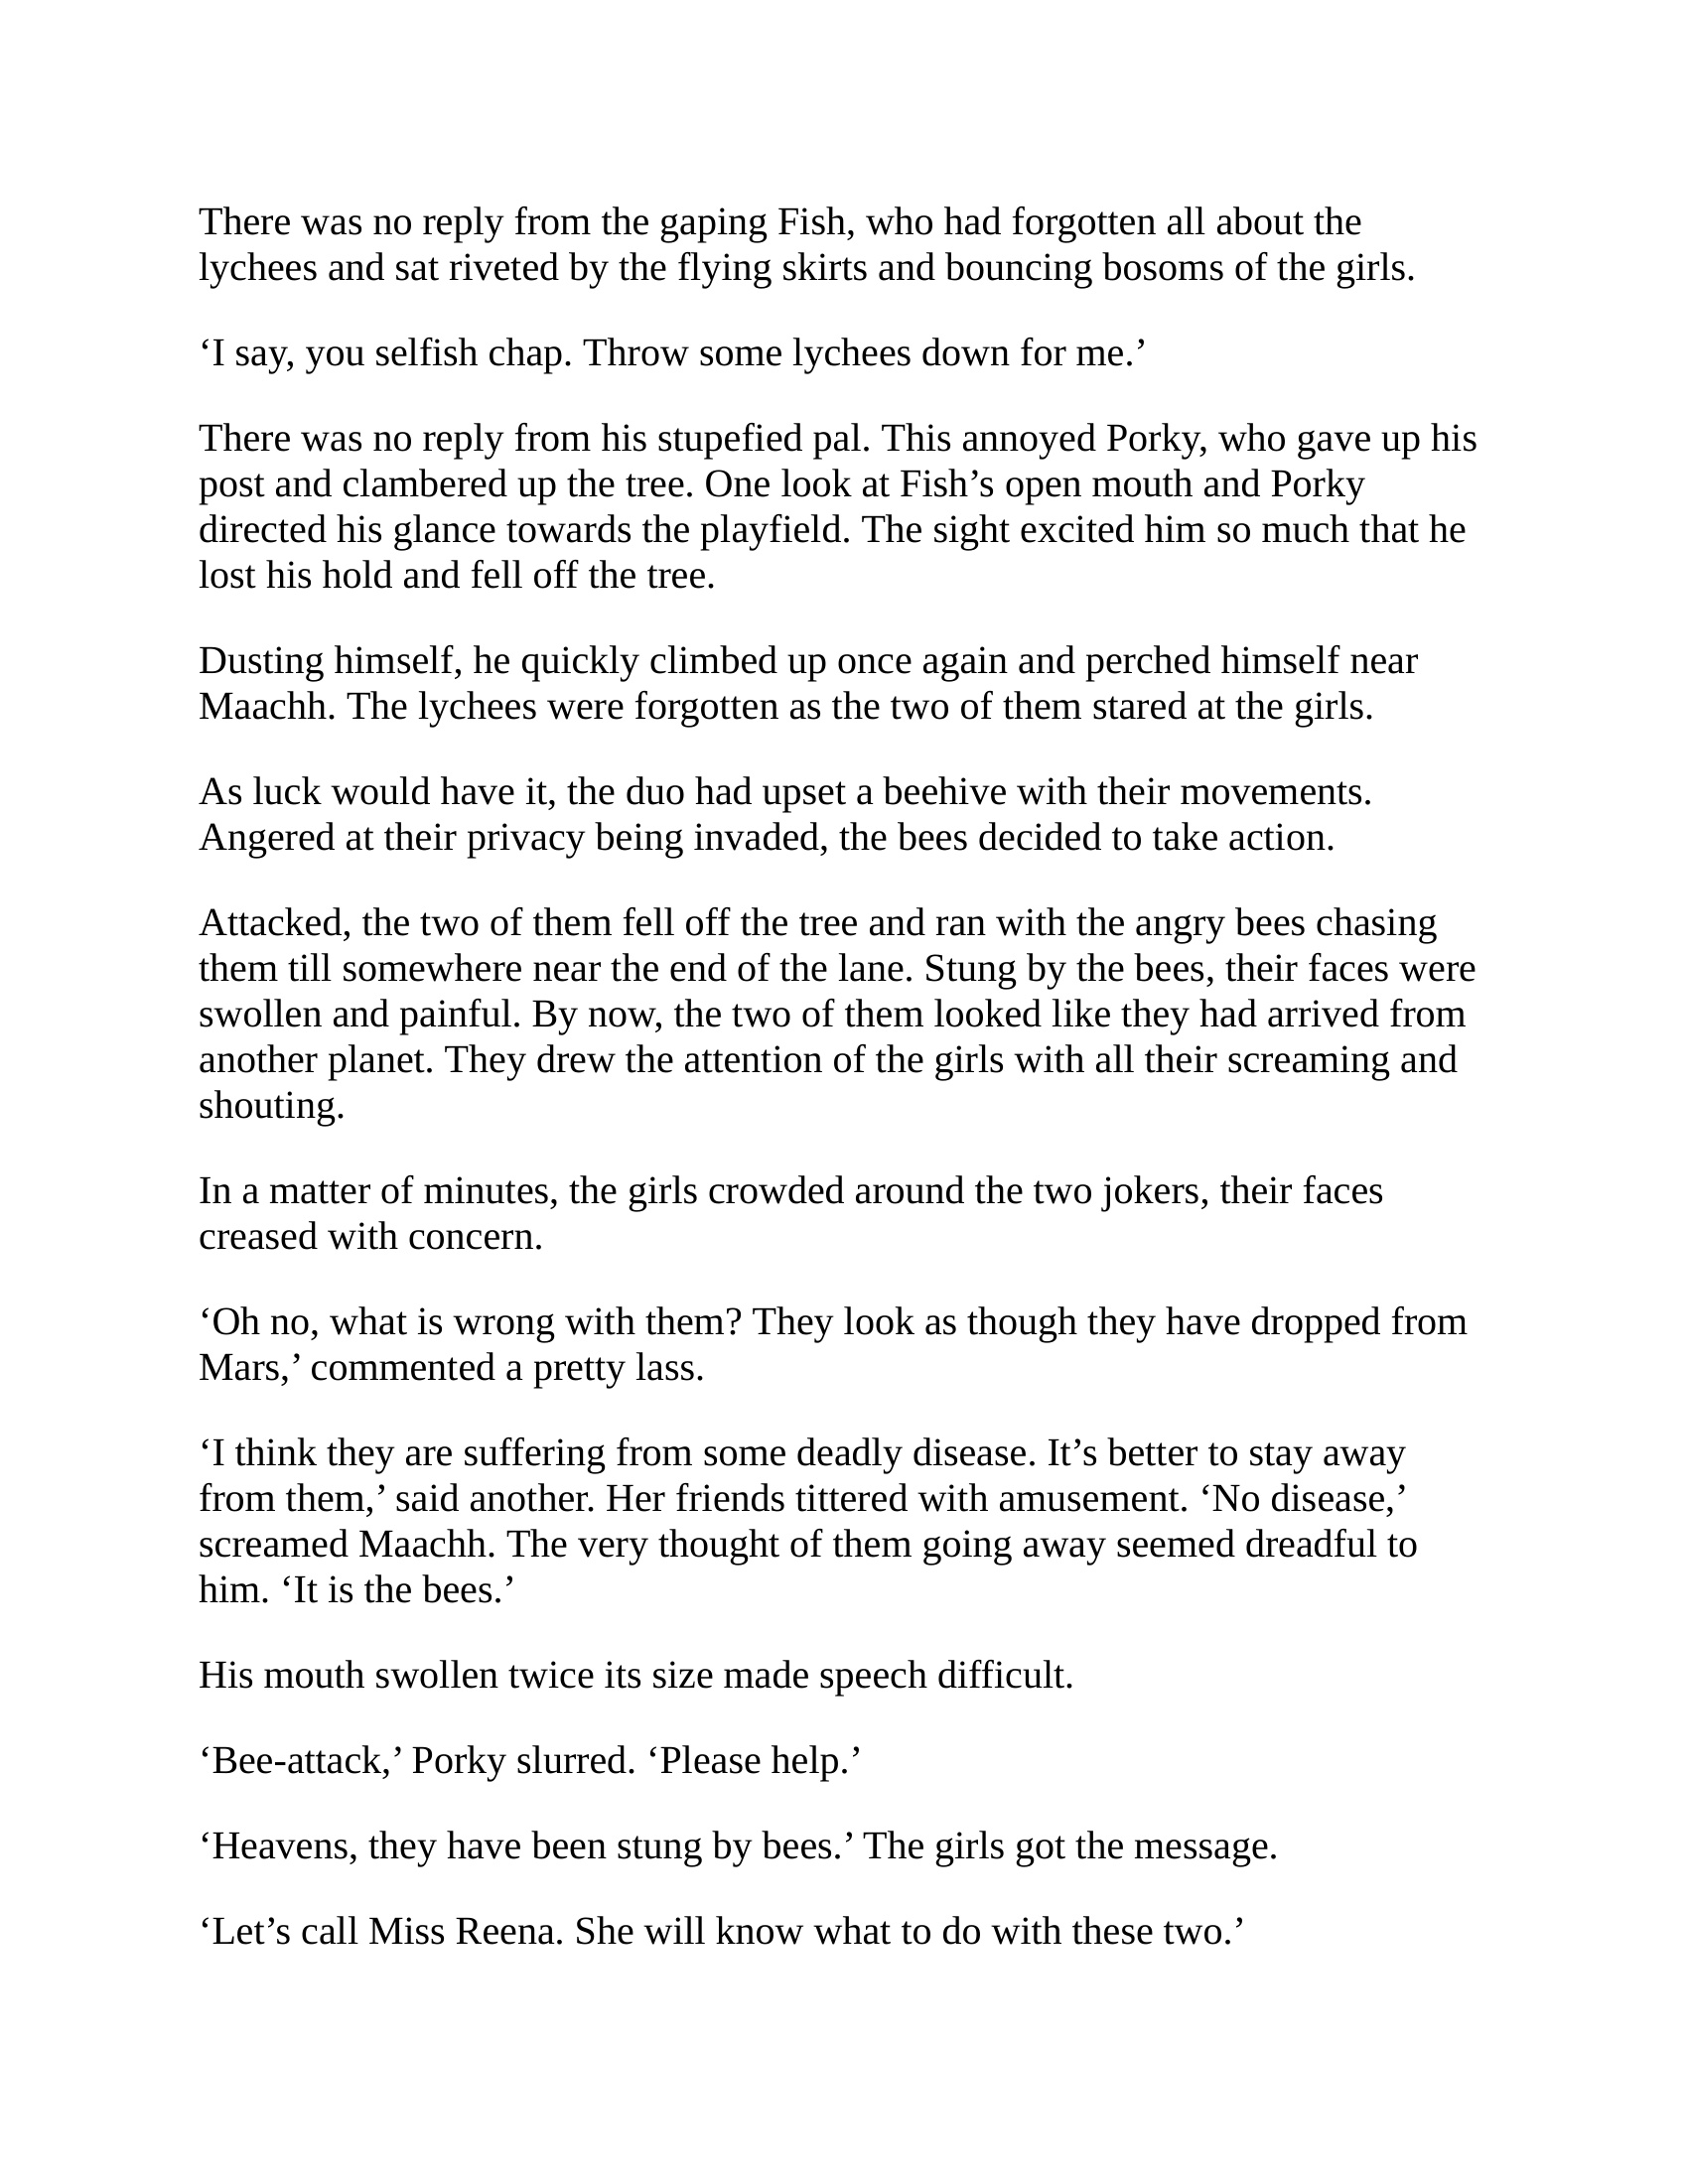 There was no reply from the gaping Fish, who had forgotten all about the
lychees and sat riveted by the flying skirts and bouncing bosoms of the girls.
‘I say, you selfish chap. Throw some lychees down for me.’
There was no reply from his stupefied pal. This annoyed Porky, who gave up his
post and clambered up the tree. One look at Fish’s open mouth and Porky
directed his glance towards the playfield. The sight excited him so much that he
lost his hold and fell off the tree.
Dusting himself, he quickly climbed up once again and perched himself near
Maachh. The lychees were forgotten as the two of them stared at the girls.
As luck would have it, the duo had upset a beehive with their movements.
Angered at their privacy being invaded, the bees decided to take action.
Attacked, the two of them fell off the tree and ran with the angry bees chasing
them till somewhere near the end of the lane. Stung by the bees, their faces were
swollen and painful. By now, the two of them looked like they had arrived from
another planet. They drew the attention of the girls with all their screaming and
shouting.
In a matter of minutes, the girls crowded around the two jokers, their faces
creased with concern.
‘Oh no, what is wrong with them? They look as though they have dropped from
Mars,’ commented a pretty lass.
‘I think they are suffering from some deadly disease. It’s better to stay away
from them,’ said another. Her friends tittered with amusement. ‘No disease,’
screamed Maachh. The very thought of them going away seemed dreadful to
him. ‘It is the bees.’
His mouth swollen twice its size made speech difficult.
‘Bee-attack,’ Porky slurred. ‘Please help.’
‘Heavens, they have been stung by bees.’ The girls got the message.
‘Let’s call Miss Reena. She will know what to do with these two.’